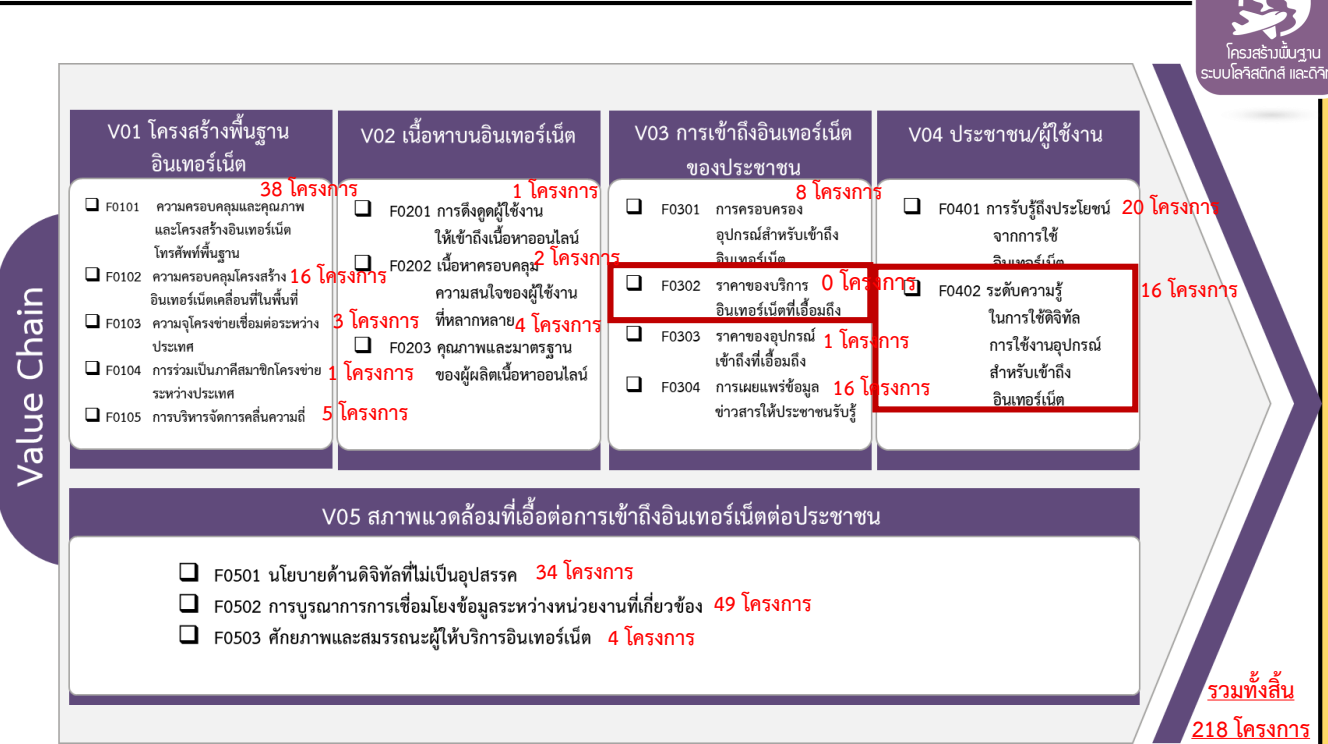 โครงสร้างพื้นฐาน
ระบบโลจิสติกส์ และดิจิทั
Value Chain
V01 โครงสร้างพื้นฐาน
อินเทอร์เน็ต
38 โครงการ
F0101 ความครอบคลุมและคุณภาพ
และโครงสร้างอินเทอร์เน็ต
โทรศัพท์พื้นฐาน
F0102 ความครอบคลุมโครงสร้าง 16 โครงการ
อินเทอร์เน็ตเคลื่อนที่ในพื้นที่
F0103 ความจุโครงข่ายเชื่อมต่อระหว่าง 3 โครงการ
ประเทศ
F0104 การร่วมเป็นภาคีสมาชิกโครงข่าย 1 โครงการ
ระหว่างประเทศ
F0105 การบริหารจัดการคลื่นความถี่ 5 โครงการ
V02 เนื้อหาบนอินเทอร์เน็ต
1 โครงการ
F0201 การดึงดูดผู้ใช้งาน
ให้เข้าถึงเนื้อหาออนไลน์
F0202 เนื้อหาครอบคลุม 2 โครงการ
ความสนใจของผู้ใช้งาน
ที่หลากหลาย 4 โครงการ
F0203 คุณภาพและมาตรฐาน
ของผู้ผลิตเนื้อหาออนไลน์
V03 การเข้าถึงอินเทอร์เน็ต
ของประชาชน
8 โครงการ
F0301 การครอบครอง
อุปกรณ์สำหรับเข้าถึง
อินเทอร์เน็ต
F0302 ราคาของบริการ 0 โครงการ
อินเทอร์เน็ตที่เอื้อมถึง
F0303 ราคาของอุปกรณ์ 1 โครงการ
เข้าถึงที่เอื้อมถึง
F0304 การเผยแพร่ข้อมูล 16 โครงการ
ข่าวสารให้ประชาชนรับรู้
V04 ประชาชน/ผู้ใช้งาน
F0401 การรับรู้ถึงประโยชน์ 20 โครงการ
จากการใช้
อินเทอร์เน็ต
F0402 ระดับความรู้ 16 โครงการ
ในการใช้ดิจิทัล
การใช้งานอุปกรณ์
สำหรับเข้าถึง
อินเทอร์เน็ต
V05 สภาพแวดล้อมที่เอื้อต่อการเข้าถึงอินเทอร์เน็ตต่อประชาชน
F0501 นโยบายด้านดิจิทัลที่ไม่เป็นอุปสรรค 34 โครงการ
F0502 การบูรณาการการเชื่อมโยงข้อมูลระหว่างหน่วยงานที่เกี่ยวข้อง 49 โครงการ
F0503 ศักยภาพและสมรรถนะผู้ให้บริการอินเทอร์เน็ต 4 โครงการ
รวมทั้งสิ้น
218 โครงการ